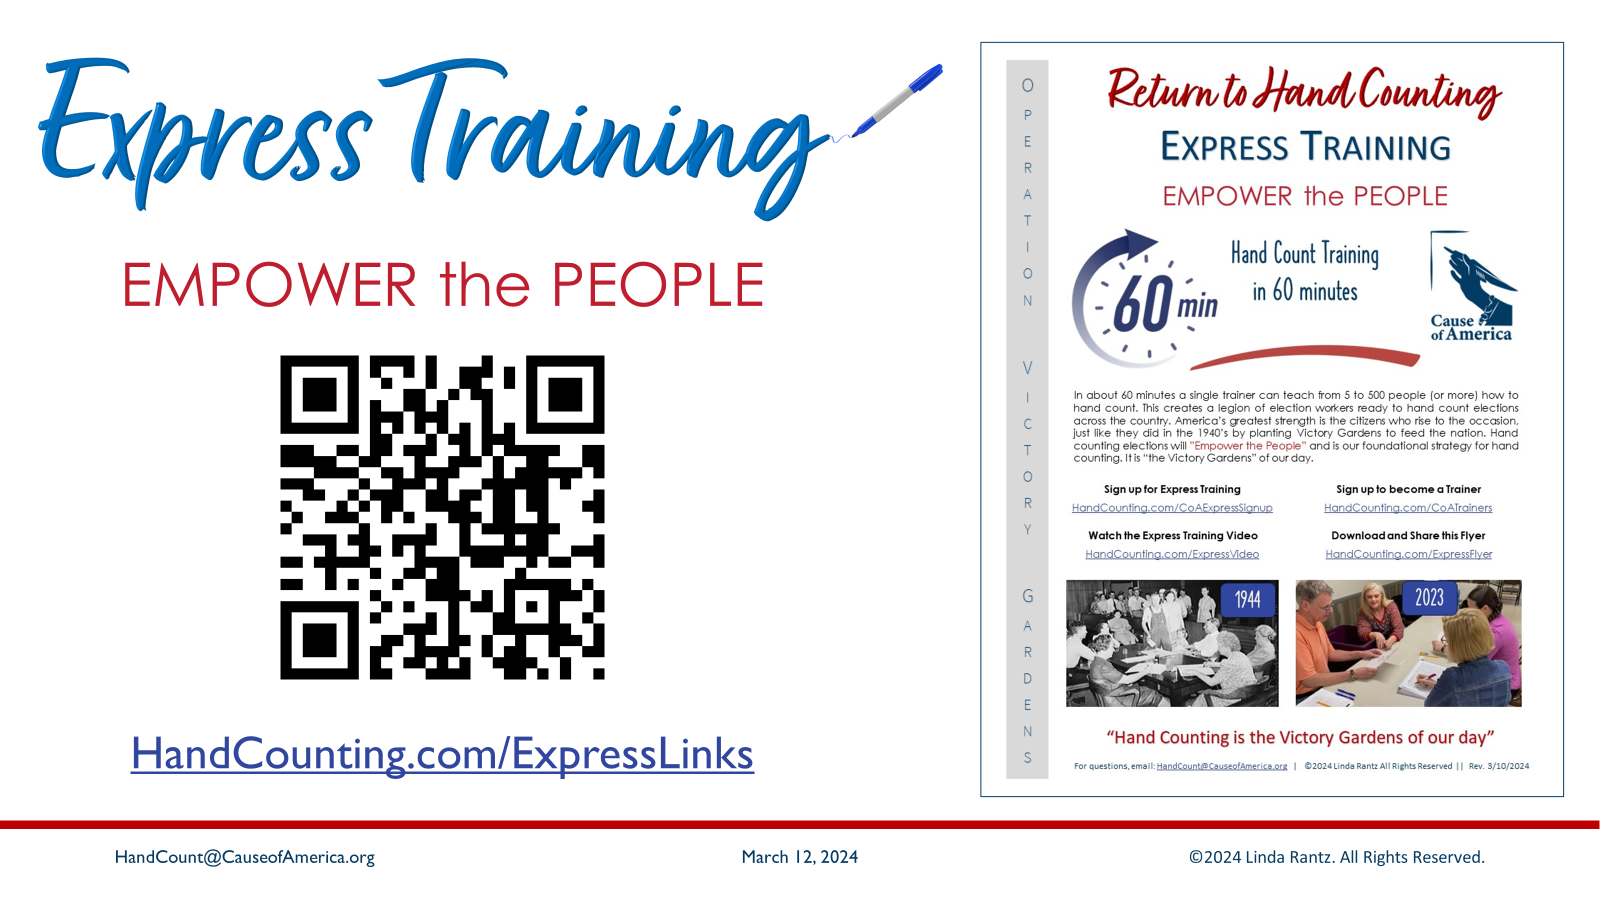 Express Training
EMPOWER the PEOPLE
HandCounting.com/ExpressLinks
OPERATION VICTORY GARDENS
Return to Hand Counting
EXPRESS TRAINING
EMPOWER the PEOPLE
60 min
Hand Count Training
in 60 minutes
Cause
of America
In about 60 minutes a single trainer can teach from 5 to 500 people (or more) how to
hand count. This creates a legion of election workers ready to hand count elections
across the country. America's greatest strength is the citizens who rise to the occasion,
just like they did in the 1940's by planting Victory Gardens to feed the nation. Hand
counting elections will "Empower the People" and is our foundational strategy for hand
counting. It is "the Victory Gardens" of our day.
Sign up for Express Training
HandCounting.com/CoAExpressSignup
Sign up to become a Trainer
HandCounting.com/CoATrainers
Watch the Express Training Video
HandCounting.com/ExpressVideo
Download and Share this Flyer
HandCounting.com/ExpressFlyer
1944
2023
"Hand Counting is the Victory Gardens of our day"
For questions, email: HandCount@CauseofAmerica.org | ©2024 Linda Rantz All Rights Reserved || Rev. 3/10/2024
HandCount@CauseofAmerica.org
March 12, 2024
©2024 Linda Rantz. All Rights Reserved.